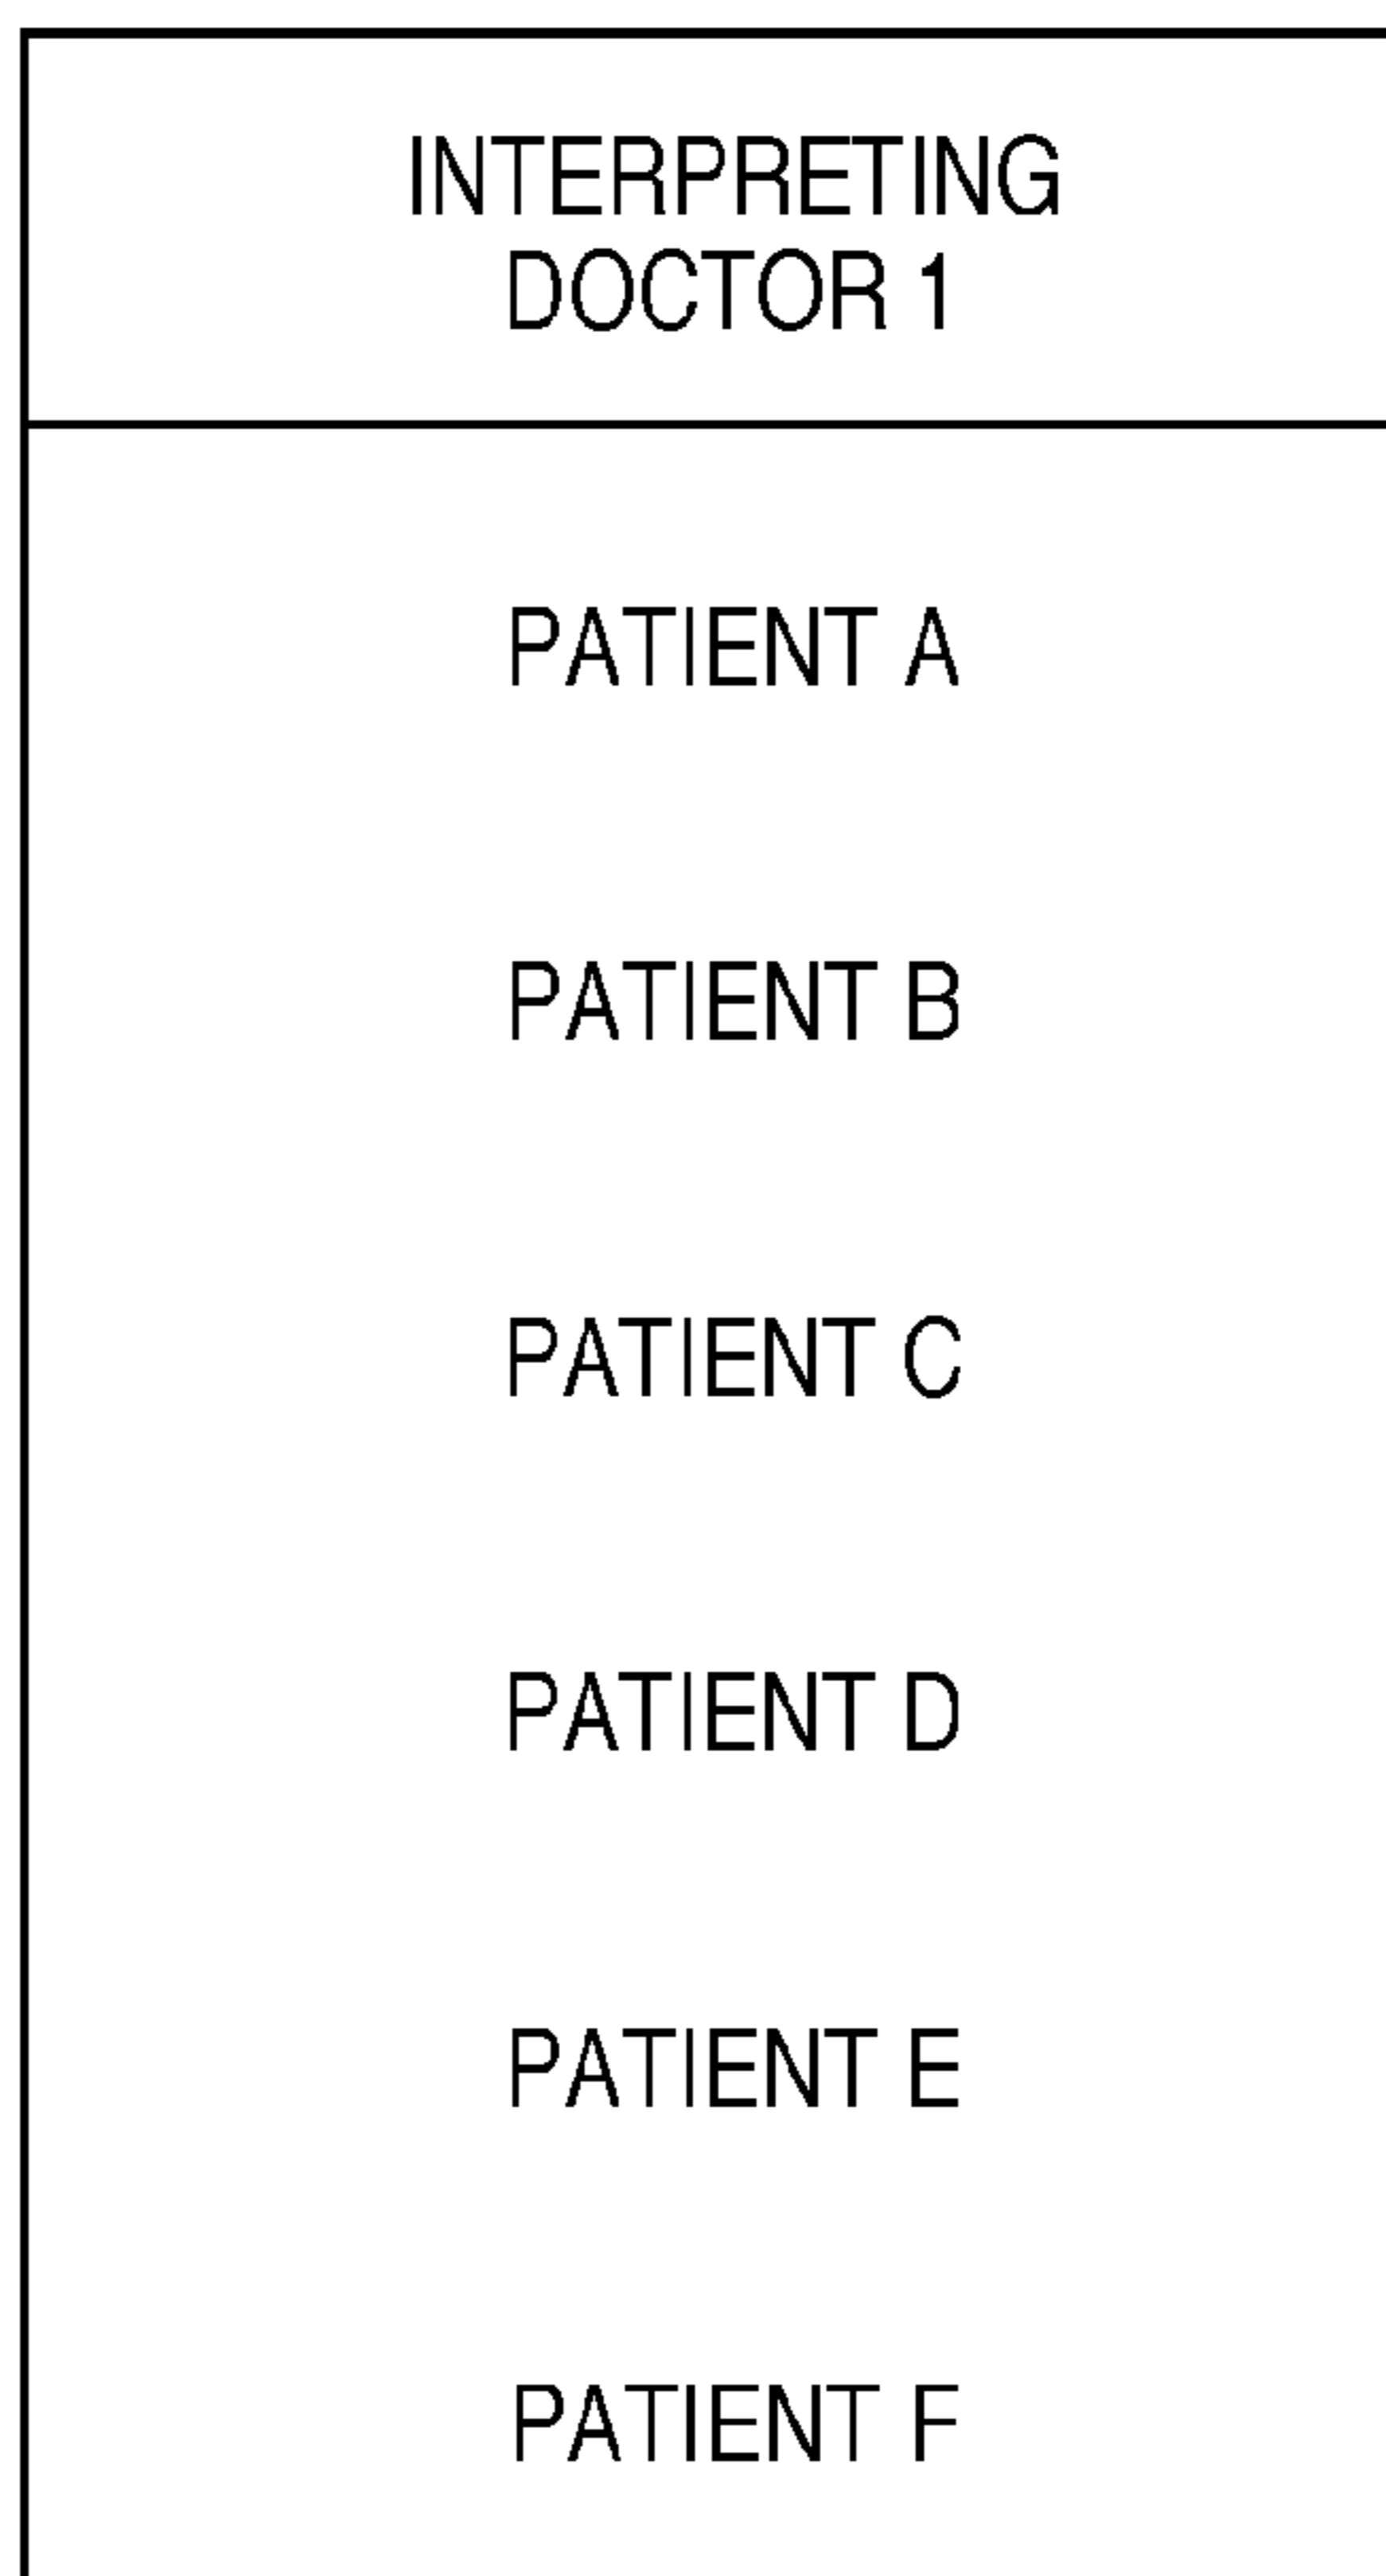 INTERPRETING
DOCTOR 1
PATIENT A
PATIENT B
PATIENT C
PATIENT D
PATIENT E
PATIENT F